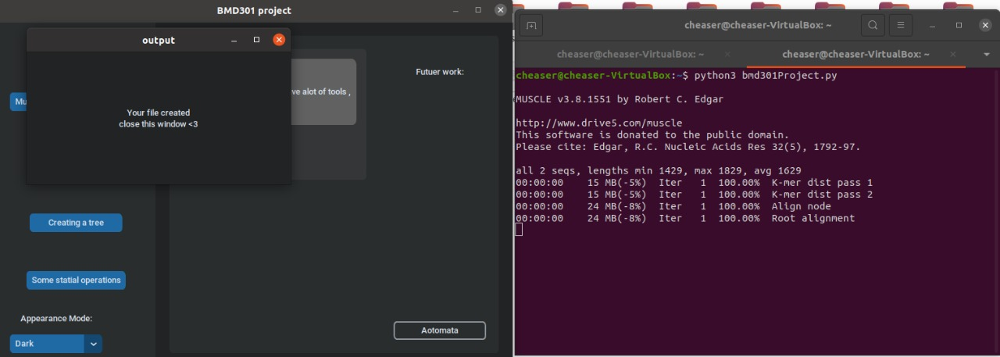 BMD301 project
output
Your file created
close this window <3
Mu
ve alot of tools ,
Futuer work:
Creating a tree
Some statial operations
Appearance Mode:
Dark
Aotomata
cheaser@cheaser-VirtualBox: ~
cheaser@cheaser-VirtualBox: ~
cheaser@cheaser-VirtualBox: ~
cheaser@cheaser-VirtualBox:~$ python3 bmd301Project.py
MUSCLE v3.8.1551 by Robert C. Edgar
http://www.drive5.com/muscle
This software is donated to the public domain.
Please cite: Edgar, R.C. Nucleic Acids Res 32(5), 1792-97.
all 2 seqs, lengths min 1429, max 1829, avg 1629
00:00:00    15 MB(-5%)  Iter   1  100.00%  K-mer dist pass 1
00:00:00    15 MB(-5%)  Iter   1  100.00%  K-mer dist pass 2
00:00:00    24 MB(-8%)  Iter   1  100.00%  Align node
00:00:00    24 MB(-8%)  Iter   1  100.00%  Root alignment